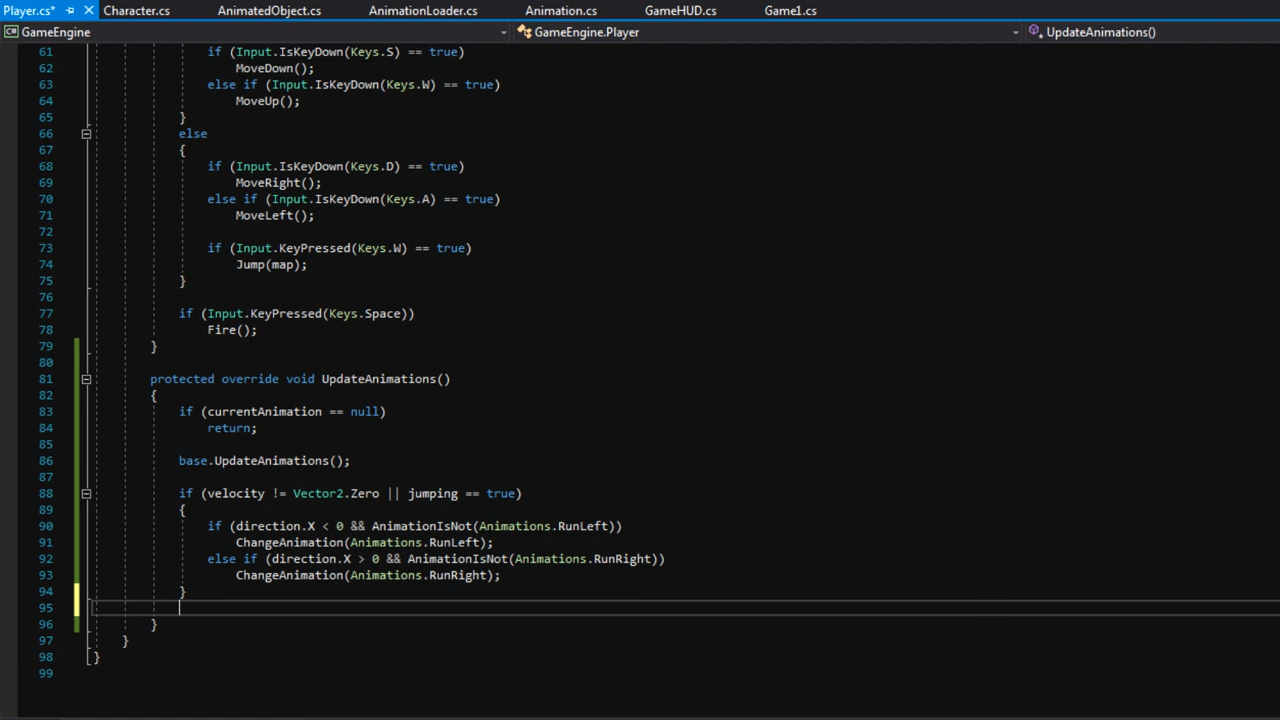 Player.cs* Character.cs AnimatedObject.cs AnimationLoader.cs Animation.cs GameHUD.cs Game1.cs
GameEngine GameEngine.Player UpdateAnimations()
61 if (Input.IsKeyDown(Keys.S) == true)
62 MoveDown();
63 else if (Input.IsKeyDown(Keys.W) == true)
64 MoveUp();
65 }
66 else
67 {
68 if (Input.IsKeyDown(Keys.D) == true)
69 MoveRight();
70 else if (Input.IsKeyDown(Keys.A) == true)
71 MoveLeft();
72
73 if (Input.KeyPressed(Keys.W) == true)
74 Jump(map);
75 }
76
77 if (Input.KeyPressed(Keys.Space))
78 Fire();
79 }
80
81 protected override void UpdateAnimations()
82 {
83 if (currentAnimation == null)
84 return;
85
86 base.UpdateAnimations();
87
88 if (velocity != Vector2.Zero || jumping == true)
89 {
90 if (direction.X < 0 && AnimationIsNot(Animations.RunLeft))
91 ChangeAnimation(Animations.RunLeft);
92 else if (direction.X > 0 && AnimationIsNot(Animations.RunRight))
93 ChangeAnimation(Animations.RunRight);
94 }
95
96 }
97 }
98 }
99